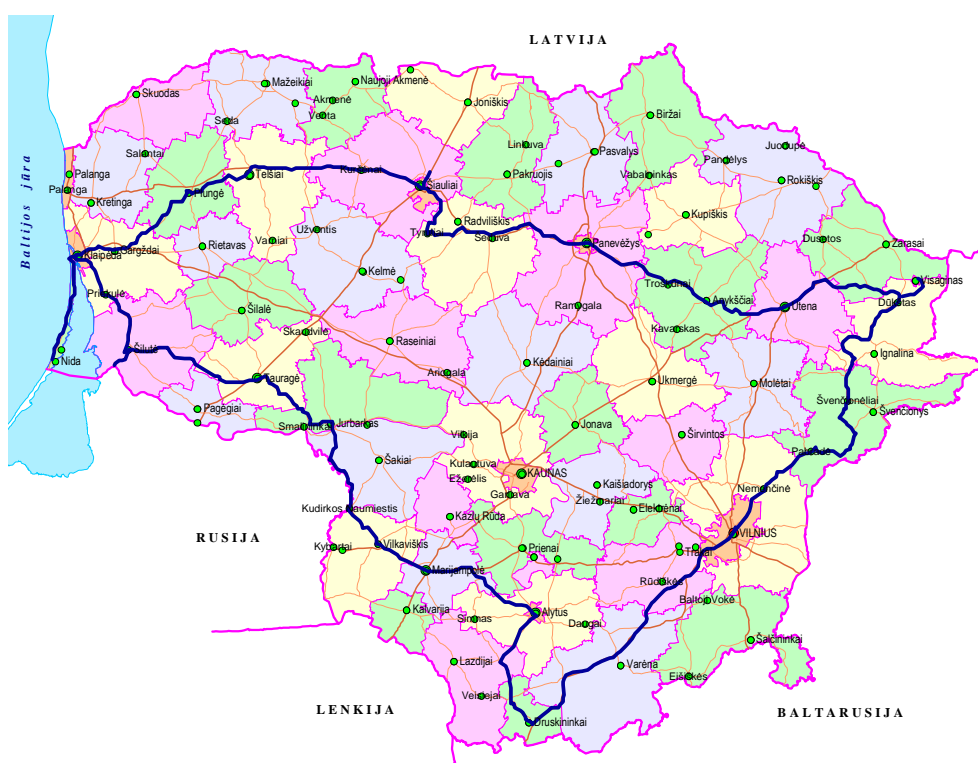 LATVIJA
Mažeikiai
Naujoji Akmenė
Skuodas
Akmenė
Joniškis
Venta
Seda
Biržai
Linkuva
Pasvalys
Salantai
Pandėlys
Palanga
Telšiai
Kuršėnai
Šiauliai
Pakruojis
Vabalninkas
Rokiškis
Palanga
Plungė
Kretinga
Radviliškis
Kupiškis
Baltijos jūra
Užventis
Rietavas
Varniai
Šeduva
Panevėžys
Dusetos
Zarasai
Gargždai
Klaipėda
Kelmė
Troškūnai
Visaginas
Priekulė
Anykščiai
Dūkštas
Šilalė
Ramygala
Utena
Skaudvilė
Kavarskas
Raseiniai
Šilutė
Ignalina
Nida
Kėdainiai
Ariogala
Tauragė
Ukmergė
Molėtai
Švenčionėliai
Pagėgiai
Švenčionys
Smalininkai
Jurbarkas
Jonava
Vilkija
Širvintos
Pabradė
Šakiai
Kulautuva
KAUNAS
Ežerėlis
Kaišiadorys
Nemenčinė
Garliava
Žiežmariai
Kudirkos Naumiestis
Elektrėnai
Kazlų Rūda
RUSIJA
VILNIUS
Kybartai
Vilkaviškis
Prienai
Trakai
Marijampolė
Rūdiškės
Baltoji Vokė
Kalvarija
Alytus
Simnas
Daugai
Šalčininkai
Lazdijai
Varėna
Eišiškės
Veisiejai
LENKIJA
Druskininkai
BALTARUSIJA